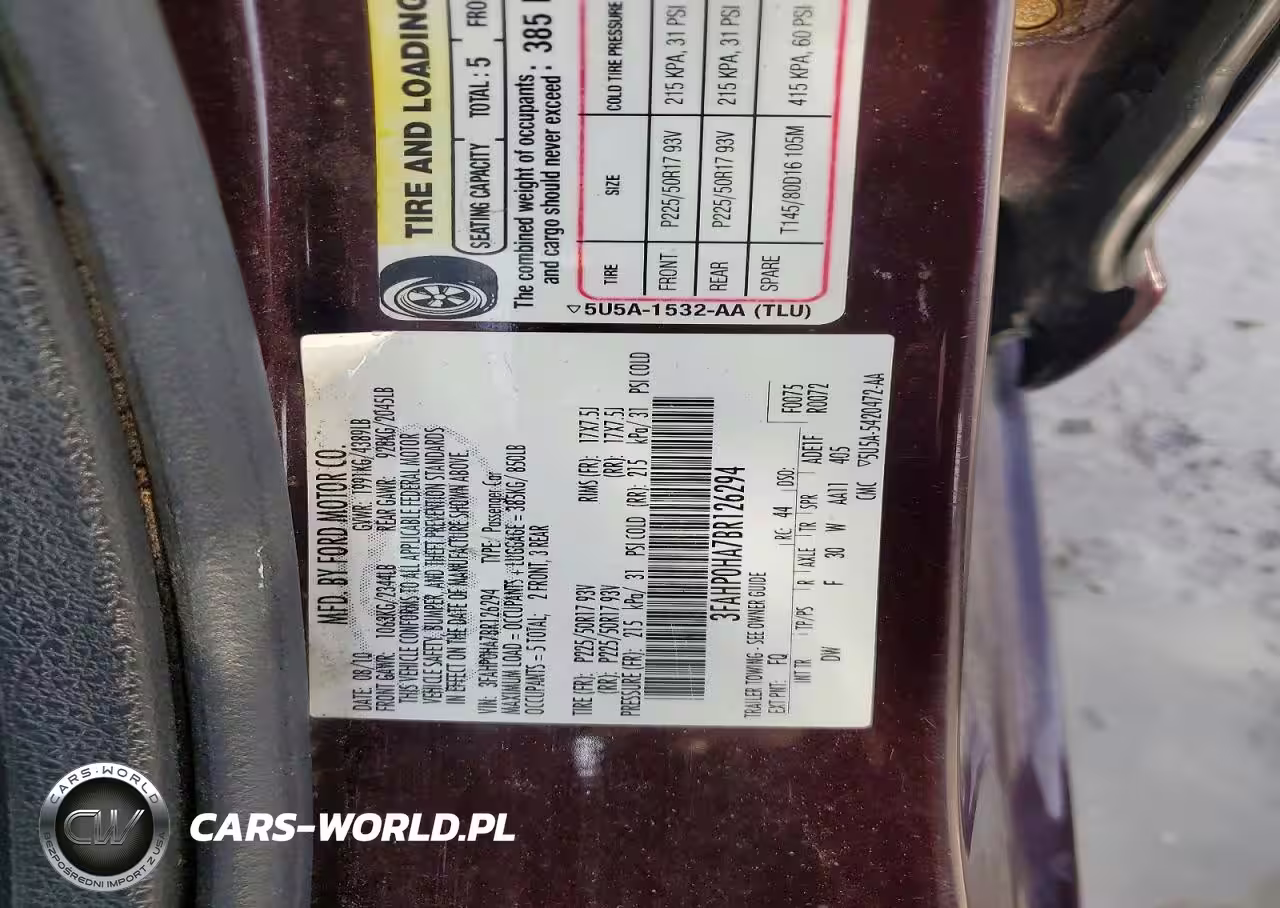 TIRE AND LOADING
SEATING CAPACITY TOTAL : 5 FRO
The combined weight of occupants
and cargo should never exceed : 385
TIRE SIZE COLD TIRE PRESSURE
FRONT P225/50R17 93V 215 KPA, 31 PSI
REAR P225/50R17 93V 215 KPA, 31 PSI
SPARE T145/80D16 105M 415 KPA, 60 PSI
▽5U5A-1532-AA (TLU)
MFD. BY FORD MOTOR CO.
DATE: 08/10 GVWR: 1991KG/4389LB
FRONT GAWR: 1063KG/2344LB REAR GAWR: 928KG/2045LB
THIS VEHICLE CONFORMS TO ALL APPLICABLE FEDERAL MOTOR
VEHICLE SAFETY, BUMPER, AND THEFT PREVENTION STANDARDS
IN EFFECT ON THE DATE OF MANUFACTURE SHOWN ABOVE
VIN: 3FAHP0HA7BR126294 TYPE: Passenger Car
MAXIMUM LOAD = OCCUPANTS + LUGGAGE = 385KG/ 850LB
OCCUPANTS = 5 TOTAL; 2 FRONT, 3 REAR
TIRE (FR): P225/50R17 93V RIMS (FR): 17X7.5J
(RR): P225/50R17 93V (RR): 17X7.5J
PRESSURE (FR): 215 kPa/ 31 PSI COLD (RR): 215 kPa/ 31 PSI COLD
3FAHP0HA7BR126294
TRAILER TOWING - SEE OWNER GUIDE
F0075
R0072
EXT PNT: FQ RC: 44 DSO:
INT TR TP/PS R AXLE TR SPR ADETF
DW F 30 W AA11 405
CMC ▽5U5A-5420472-AA
CARS·WORLD
CW
BEZPOŚREDNI IMPORT Z USA
CARS-WORLD.PL